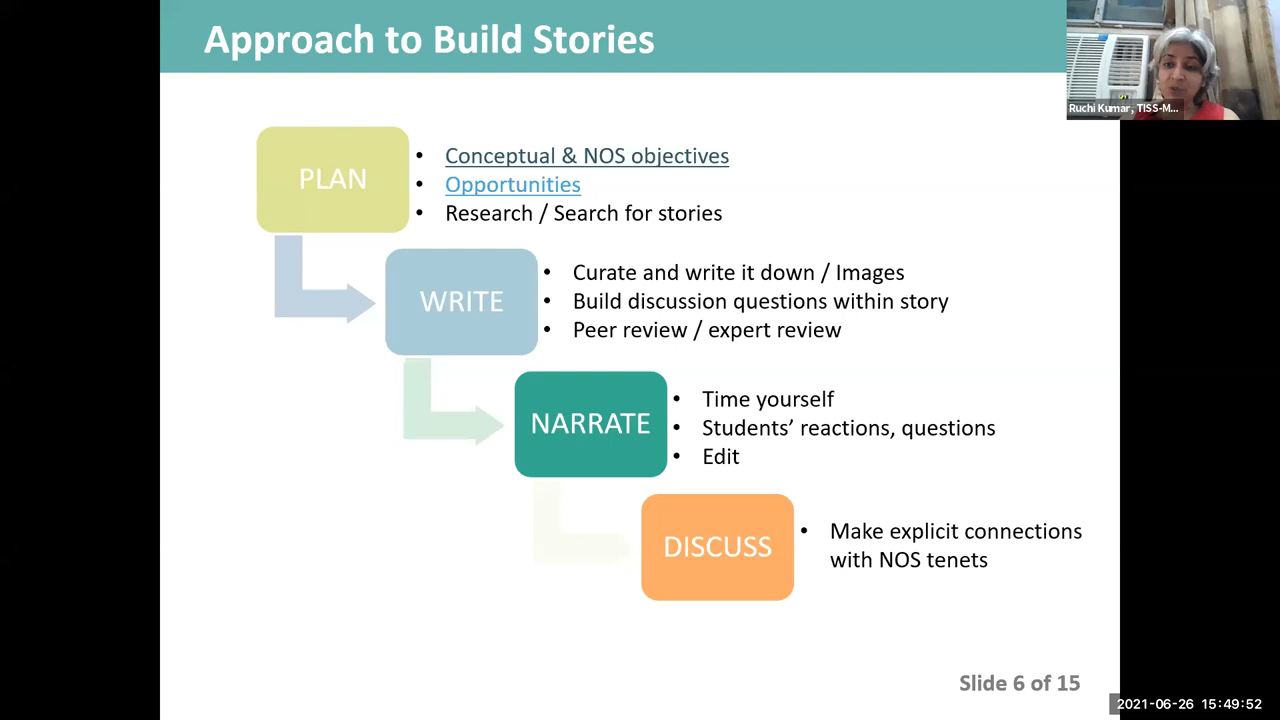 Approach to Build Stories
Ruchi Kumar, TISS-M...
PLAN
• Conceptual & NOS objectives
• Opportunities
• Research / Search for stories
WRITE
• Curate and write it down / Images
• Build discussion questions within story
• Peer review / expert review
NARRATE
• Time yourself
• Students’ reactions, questions
• Edit
DISCUSS
• Make explicit connections
with NOS tenets
Slide 6 of 15
2021-06-26 15:49:52